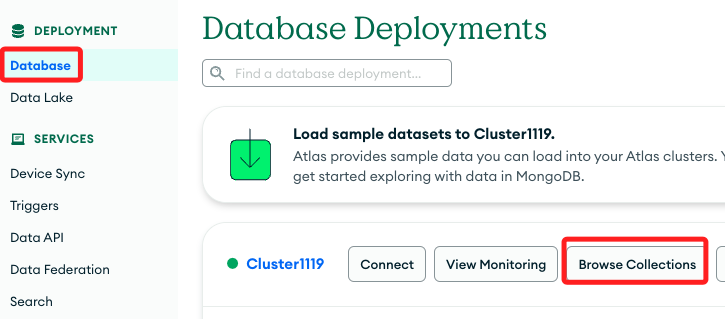 DEPLOYMENT
Database
Data Lake
SERVICES
Device Sync
Triggers
Data API
Data Federation
Search
Database Deployments
Find a database deployment...
Load sample datasets to Cluster1119.
Atlas provides sample data you can load into your Atlas clusters.
get started exploring with data in MongoDB.
Cluster1119
Connect
View Monitoring
Browse Collections